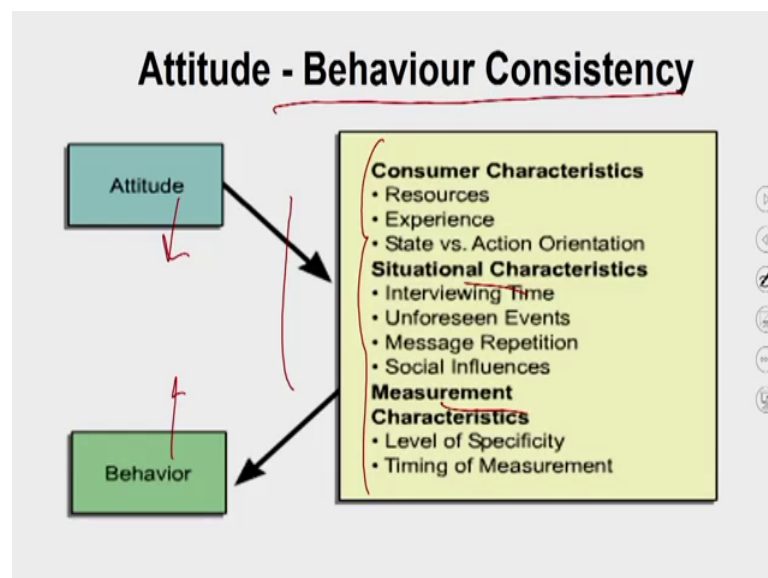 Attitude - Behaviour Consistency
Attitude
Consumer Characteristics
• Resources
• Experience
• State vs. Action Orientation
Situational Characteristics
• Interviewing Time
• Unforeseen Events
• Message Repetition
• Social Influences
Measurement
Characteristics
• Level of Specificity
• Timing of Measurement
Behavior